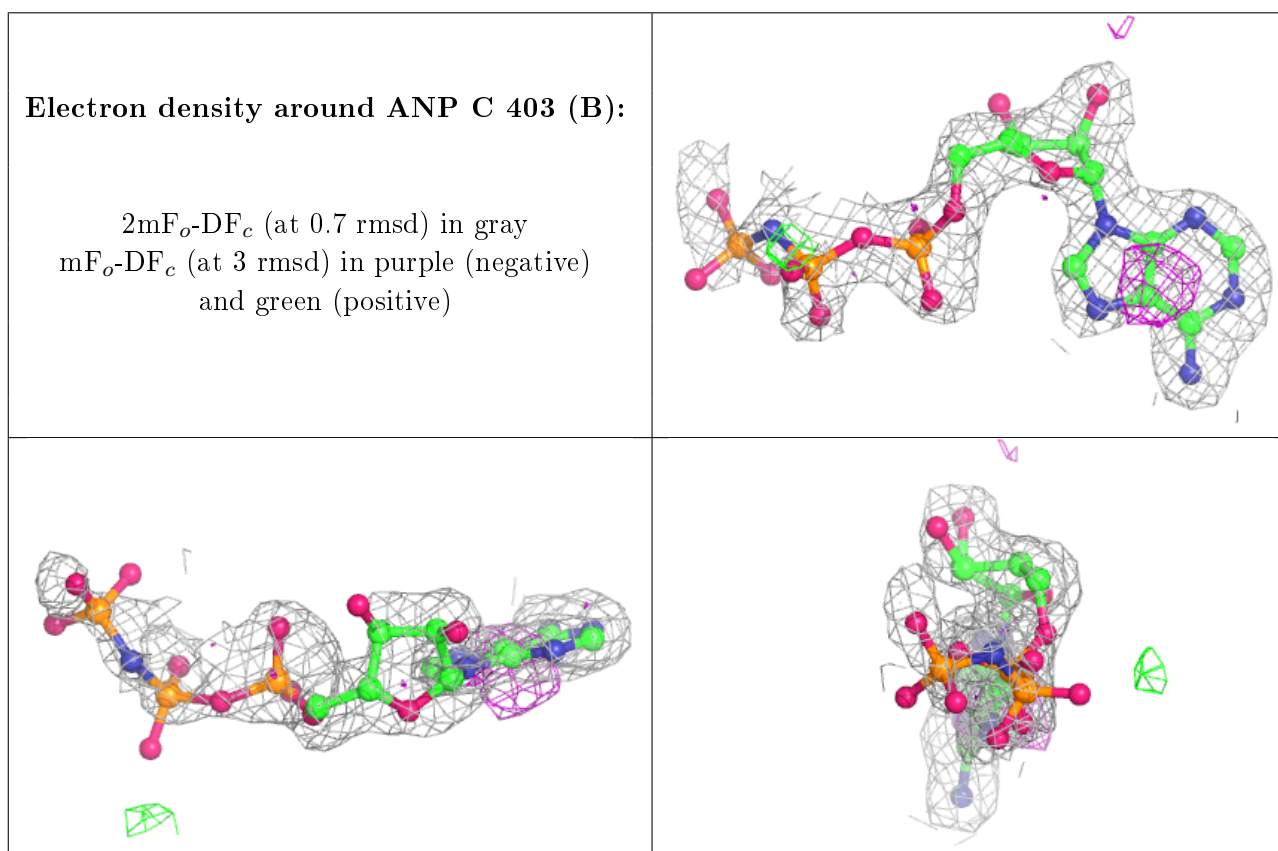 Electron density around ANP C 403 (B):
2mFo-DFc (at 0.7 rmsd) in gray
mFo-DFc (at 3 rmsd) in purple (negative)
and green (positive)